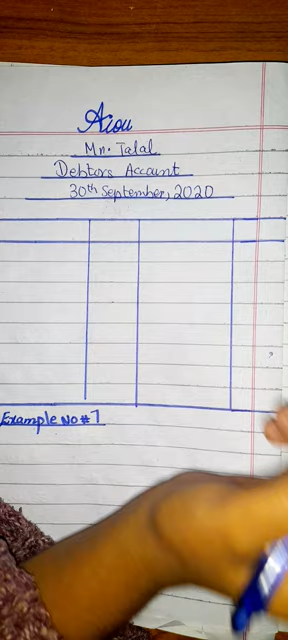 Aiou
Mr. Talal
Debtors Account
30th September, 2020
Example No # 7